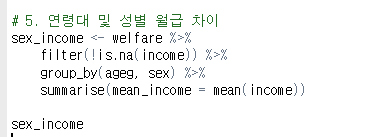 # 5. 연령대 및 성별 월급 차이
sex_income <- welfare %>%
    filter(!is.na(income)) %>%
    group_by(ageg, sex) %>%
    summarise(mean_income = mean(income))

sex_income